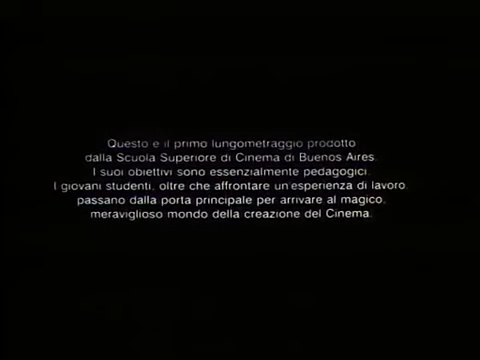 Questo e il primo lungometraggio prodotto
dalla Scuola Superiore di Cinema di Buenos Aires.
I suoi obiettivi sono essenzialmente pedagogici.
I giovani studenti, oltre che affrontare un'esperienza di lavoro,
passano dalla porta principale per arrivare al magico,
meraviglioso mondo della creazione del Cinema.